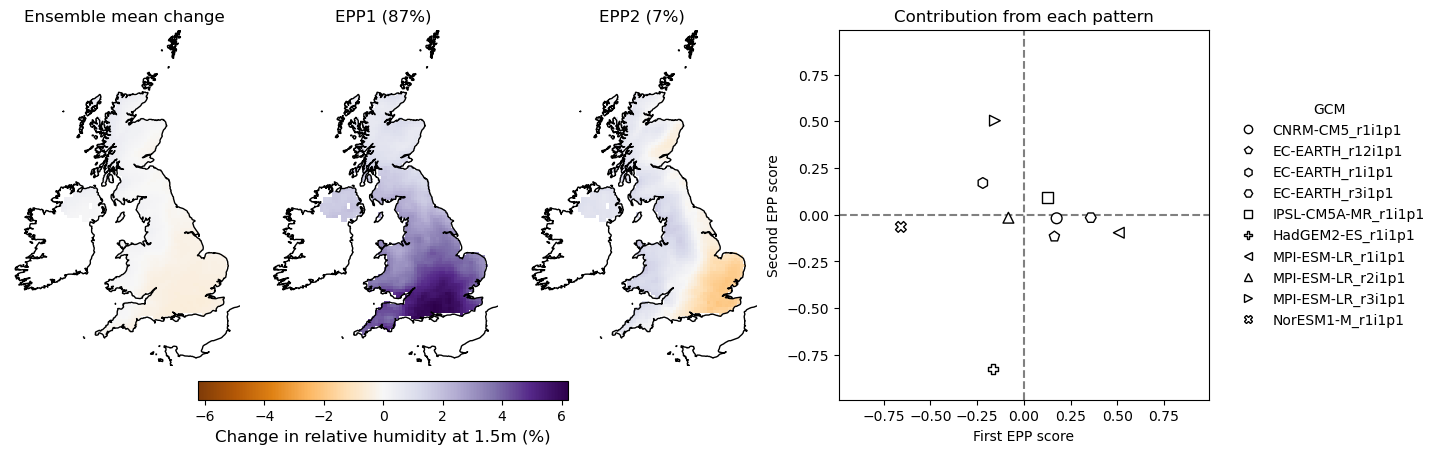 Ensemble mean change
EPP1 (87%)
EPP2 (7%)
−6 −4 −2 0 2 4 6
Change in relative humidity at 1.5m (%)
Contribution from each pattern
Second EPP score
0.75
0.50
0.25
0.00
−0.25
−0.50
−0.75
−0.75 −0.50 −0.25 0.00 0.25 0.50 0.75
First EPP score
GCM
CNRM-CM5_r1i1p1
EC-EARTH_r12i1p1
EC-EARTH_r1i1p1
EC-EARTH_r3i1p1
IPSL-CM5A-MR_r1i1p1
HadGEM2-ES_r1i1p1
MPI-ESM-LR_r1i1p1
MPI-ESM-LR_r2i1p1
MPI-ESM-LR_r3i1p1
NorESM1-M_r1i1p1